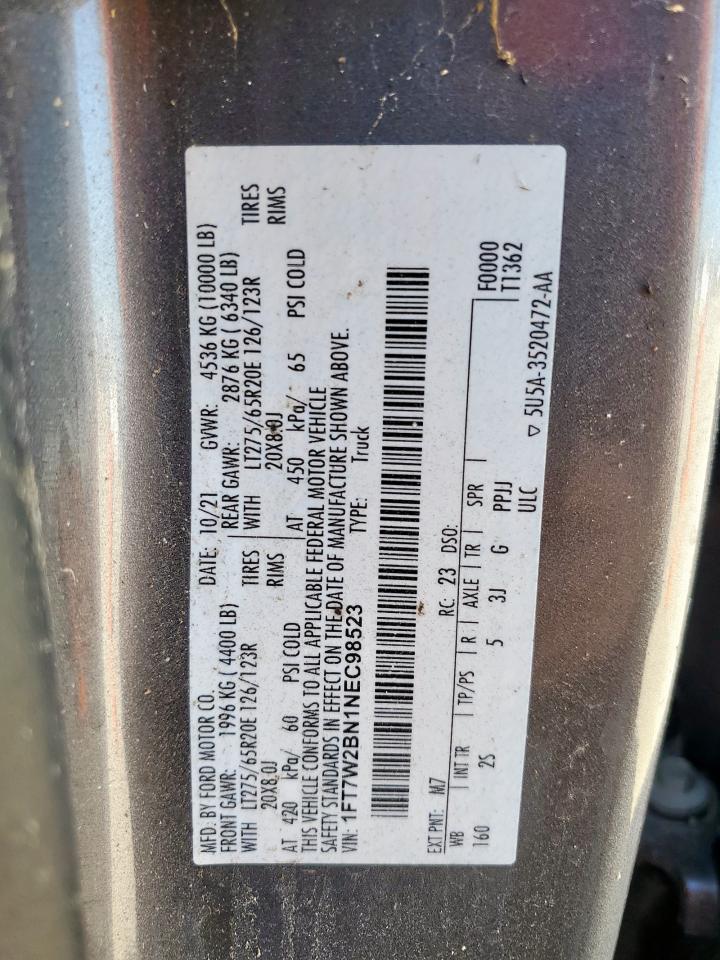 MFD. BY FORD MOTOR CO.
DATE: 10/21 GVWR: 4536 KG (10000 LB)
FRONT GAWR: 1996 KG ( 4400 LB) REAR GAWR: 2876 KG ( 6340 LB)
WITH LT275/65R20E 126/123R TIRES WITH LT275/65R20E 126/123R TIRES
20X8.0J RIMS 20X8.0J RIMS
AT 420 kPa/ 60 PSI COLD AT 450 kPa/ 65 PSI COLD
THIS VEHICLE CONFORMS TO ALL APPLICABLE FEDERAL MOTOR VEHICLE
SAFETY STANDARDS IN EFFECT ON THE DATE OF MANUFACTURE SHOWN ABOVE.
VIN: 1FT7W2BN1NEC98523 TYPE: Truck
EXT PNT: M7 RC: 23 DSO:
WB INT TR TP/PS R AXLE TR SPR F0000
160 2S 5 3J G PPJJ T1362
ULC
▽ 5U5A-3520472-AA